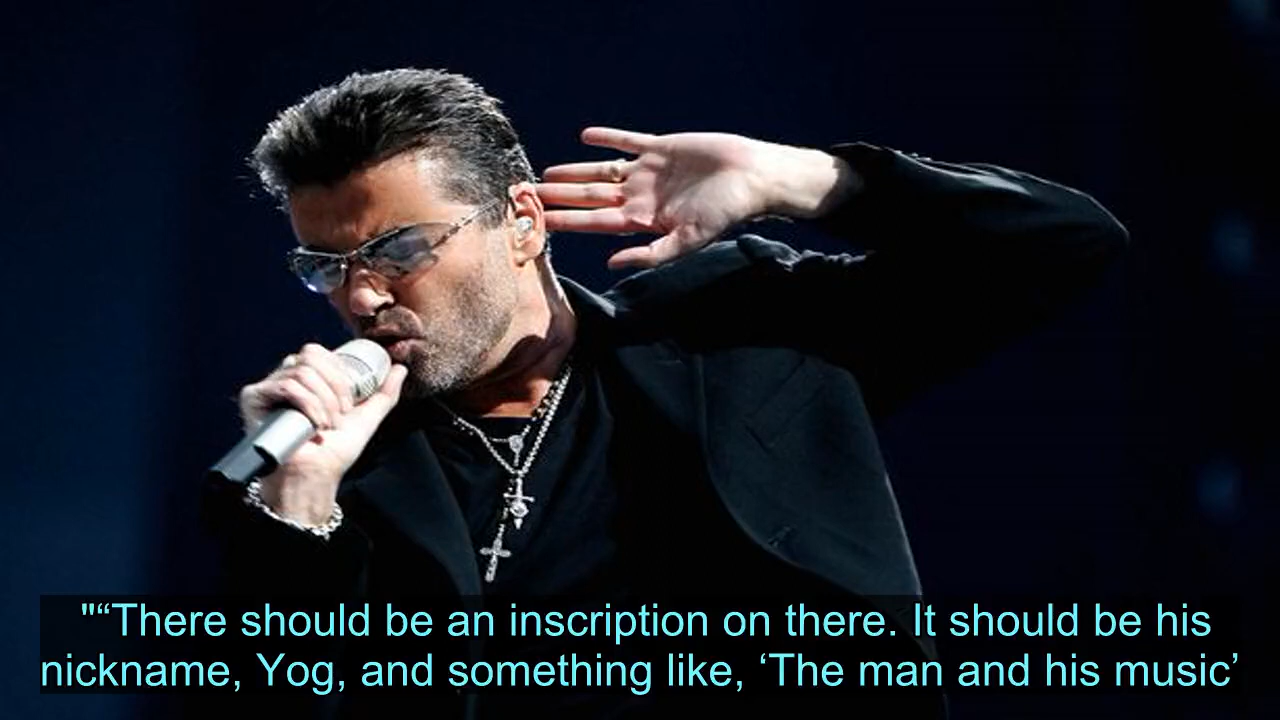 "“There should be an inscription on there. It should be his
nickname, Yog, and something like, ‘The man and his music’